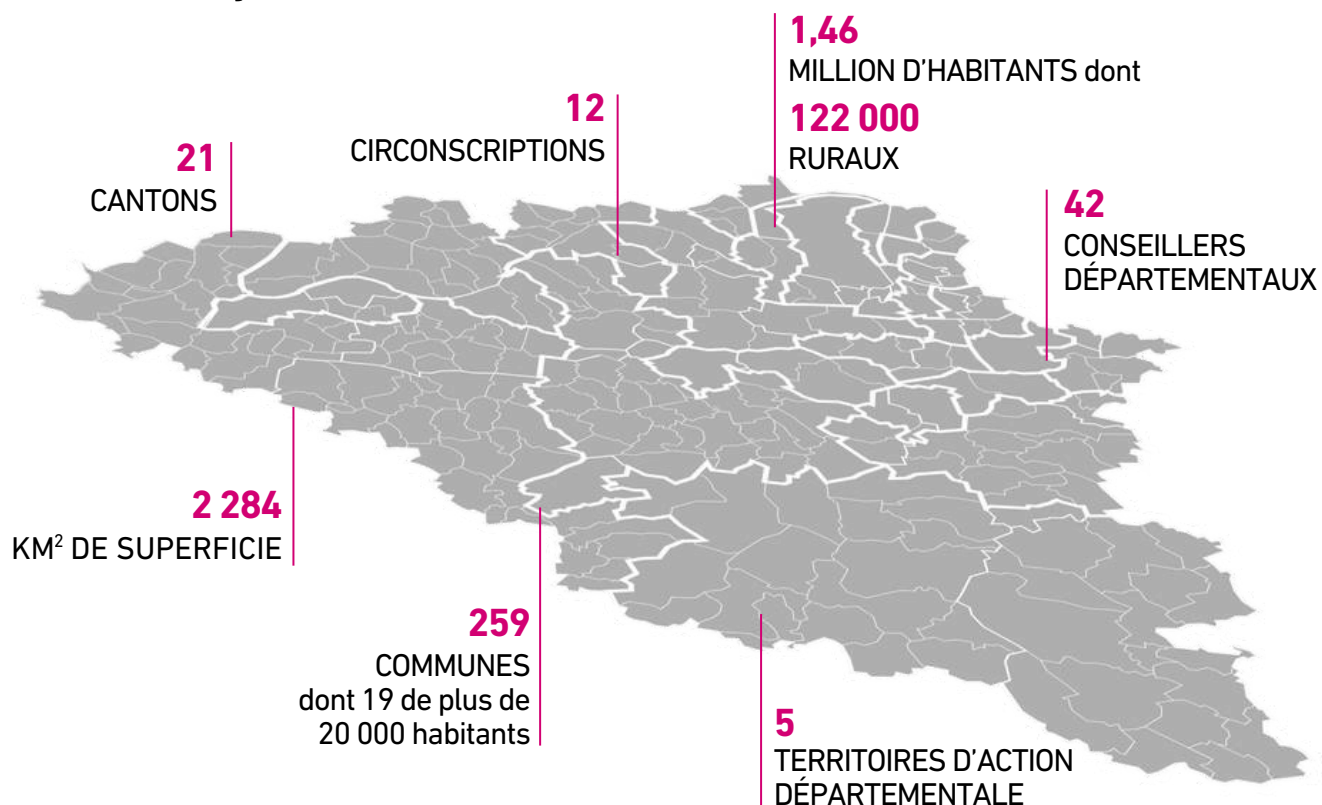 1,46
MILLION D'HABITANTS dont
122 000
RURAUX
12
CIRCONSCRIPTIONS
21
CANTONS
42
CONSEILLERS
DÉPARTEMENTAUX
2 284
KM² DE SUPERFICIE
259
COMMUNES
dont 19 de plus de
20 000 habitants
5
TERRITOIRES D'ACTION
DÉPARTEMENTALE